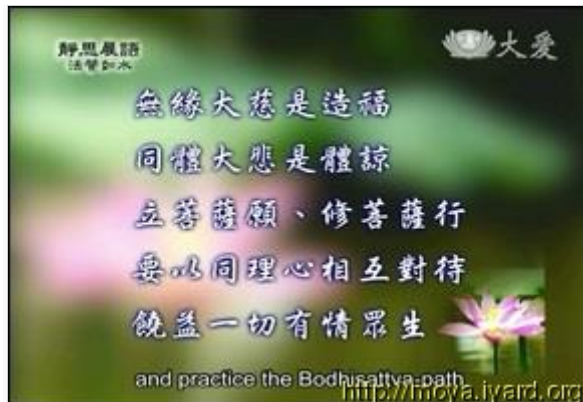 靜思晨語
法譬如水
大愛
無緣大慈是造福
同體大悲是體諒
立菩薩願、修菩薩行
要以同理心相互對待
饒益一切有情眾生
and practice the Bodhisattva-path
http://moya.iyard.org